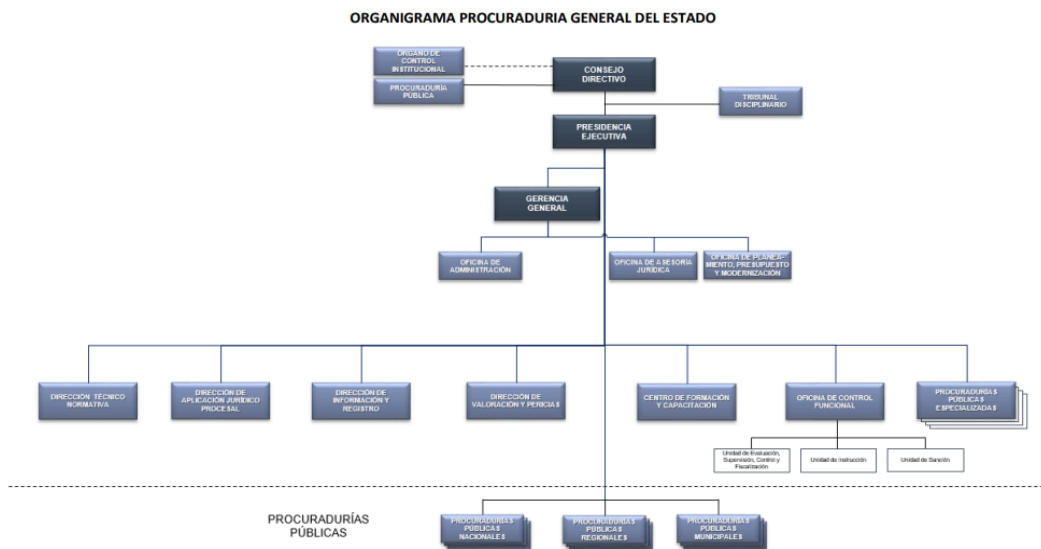 ORGANIGRAMA PROCURADURIA GENERAL DEL ESTADO
ÓRGANO DE
CONTROL
INSTITUCIONAL
PROCURADURÍA
PÚBLICA
CONSEJO
DIRECTIVO
TRIBUNAL
DISCIPLINARIO
PRESIDENCIA
EJECUTIVA
GERENCIA
GENERAL
OFICINA DE
ADMINISTRACIÓN
OFICINA DE ASESORÍA
JURÍDICA
OFICINA DE PLANEA-
MIENTO, PRESUPUESTO
Y MODERNIZACIÓN
DIRECCIÓN TÉCNICO
NORMATIVA
DIRECCIÓN DE
APLICACIÓN JURÍDICO
PROCESAL
DIRECCIÓN DE
INFORMACIÓN Y
REGISTRO
DIRECCIÓN DE
VALORACIÓN Y PERICIAS
CENTRO DE FORMACIÓN
Y CAPACITACIÓN
OFICINA DE CONTROL
FUNCIONAL
PROCURADURÍAS
PÚBLICAS
ESPECIALIZADAS
Unidad de Evaluación,
Supervisión, Control y
Fiscalización
Unidad de Instrucción
Unidad de Sanción
PROCURADURÍAS
PÚBLICAS
PROCURADURÍAS
PÚBLICAS
NACIONALES
PROCURADURÍAS
PÚBLICAS
REGIONALES
PROCURADURÍAS
PÚBLICAS
MUNICIPALES